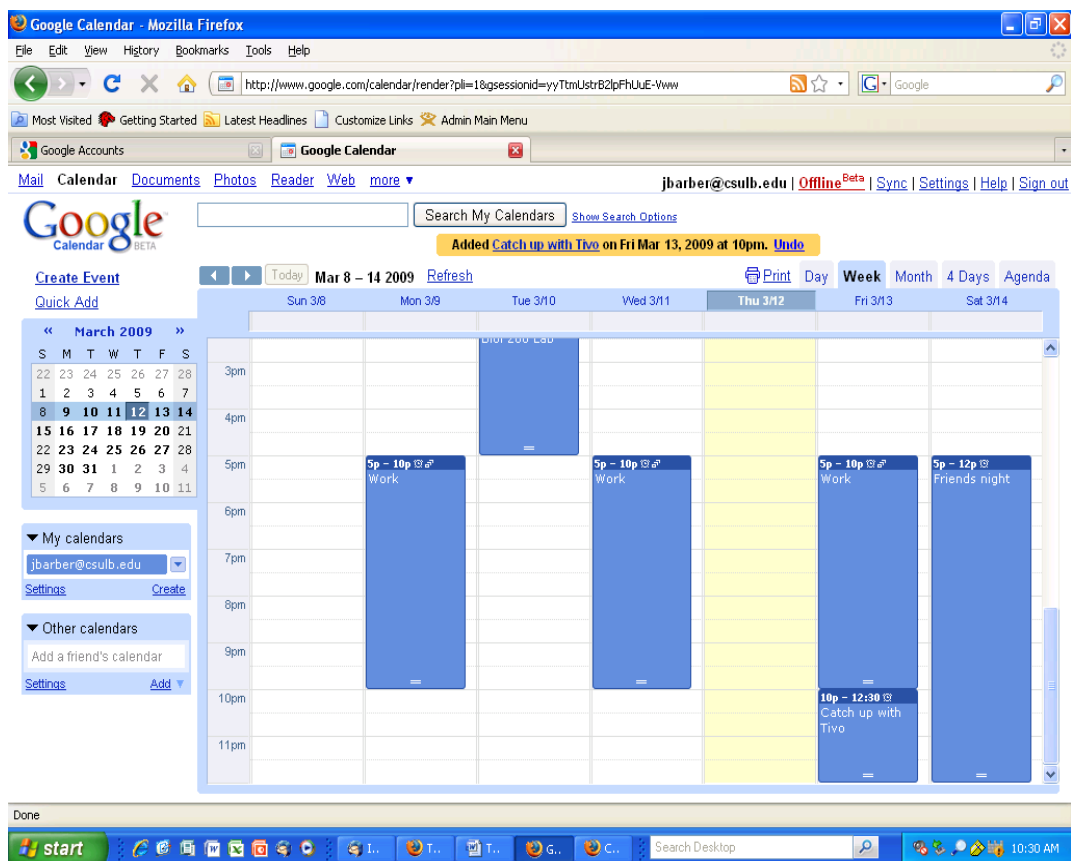 Google Calendar - Mozilla Firefox
File Edit View History Bookmarks Tools Help
http://www.google.com/calendar/render?pli=1&gsessionid=yyTtmUstrB2lpFhUuE-Vww
G Google
Most Visited Getting Started Latest Headlines Customize Links Admin Main Menu
Google Accounts Google Calendar
Mail Calendar Documents Photos Reader Web more ▼ jbarber@csulb.edu | Offline Beta | Sync | Settings | Help | Sign out
Google
Calendar BETA
Search My Calendars Show Search Options
Added Catch up with Tivo on Fri Mar 13, 2009 at 10pm. Undo
Create Event
Quick Add
Today Mar 8 – 14 2009 Refresh Print Day Week Month 4 Days Agenda
Sun 3/8 Mon 3/9 Tue 3/10 Wed 3/11 Thu 3/12 Fri 3/13 Sat 3/14
« March 2009 »
S M T W T F S
22 23 24 25 26 27 28
1 2 3 4 5 6 7
8 9 10 11 12 13 14
15 16 17 18 19 20 21
22 23 24 25 26 27 28
29 30 31 1 2 3 4
5 6 7 8 9 10 11
My calendars
jbarber@csulb.edu
Settings Create
Other calendars
Add a friend's calendar
Settings Add ▼
Lab
3pm
4pm
5pm
6pm
7pm
8pm
9pm
10pm
11pm
5p – 10p
Work
5p – 10p
Work
5p – 10p
Work
5p – 12p
Friends night
10p – 12:30
Catch up with
Tivo
Done
start I.. T.. T.. G.. C.. Search Desktop 10:30 AM